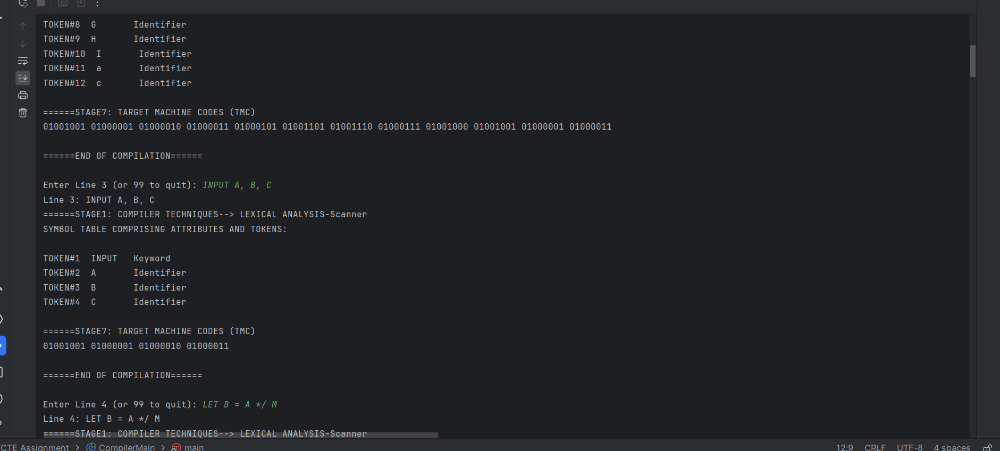 TOKEN#8  G       Identifier
TOKEN#9  H       Identifier
TOKEN#10  I       Identifier
TOKEN#11  a       Identifier
TOKEN#12  c       Identifier
======STAGE7: TARGET MACHINE CODES (TMC)
01001001 01000001 01000010 01000011 01000101 01001101 01001110 01000111 01001000 01001001 01000001 01000011
======END OF COMPILATION======
Enter Line 3 (or 99 to quit): INPUT A, B, C
Line 3: INPUT A, B, C
======STAGE1: COMPILER TECHNIQUES--> LEXICAL ANALYSIS-Scanner
SYMBOL TABLE COMPRISING ATTRIBUTES AND TOKENS:
TOKEN#1  INPUT   Keyword
TOKEN#2  A       Identifier
TOKEN#3  B       Identifier
TOKEN#4  C       Identifier
======STAGE7: TARGET MACHINE CODES (TMC)
01001001 01000001 01000010 01000011
======END OF COMPILATION======
Enter Line 4 (or 99 to quit): LET B = A */ M
Line 4: LET B = A */ M
======STAGE1: COMPILER TECHNIQUES--> LEXICAL ANALYSIS-Scanner
CTE Assignment > CompilerMain > main 12:9 CRLF UTF-8 4 spaces